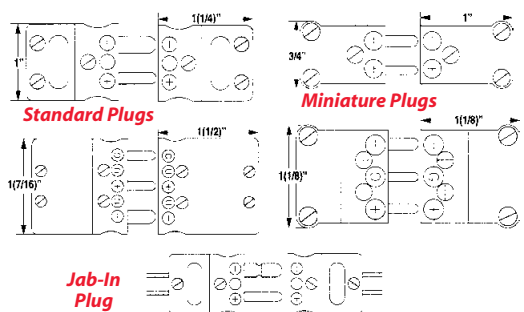 1(1/4)"
1"
1"
3/4"
Standard Plugs
Miniature Plugs
1(1/2)"
1(7/16)"
1(1/8)"
1(1/8)"
Jab-In
Plug